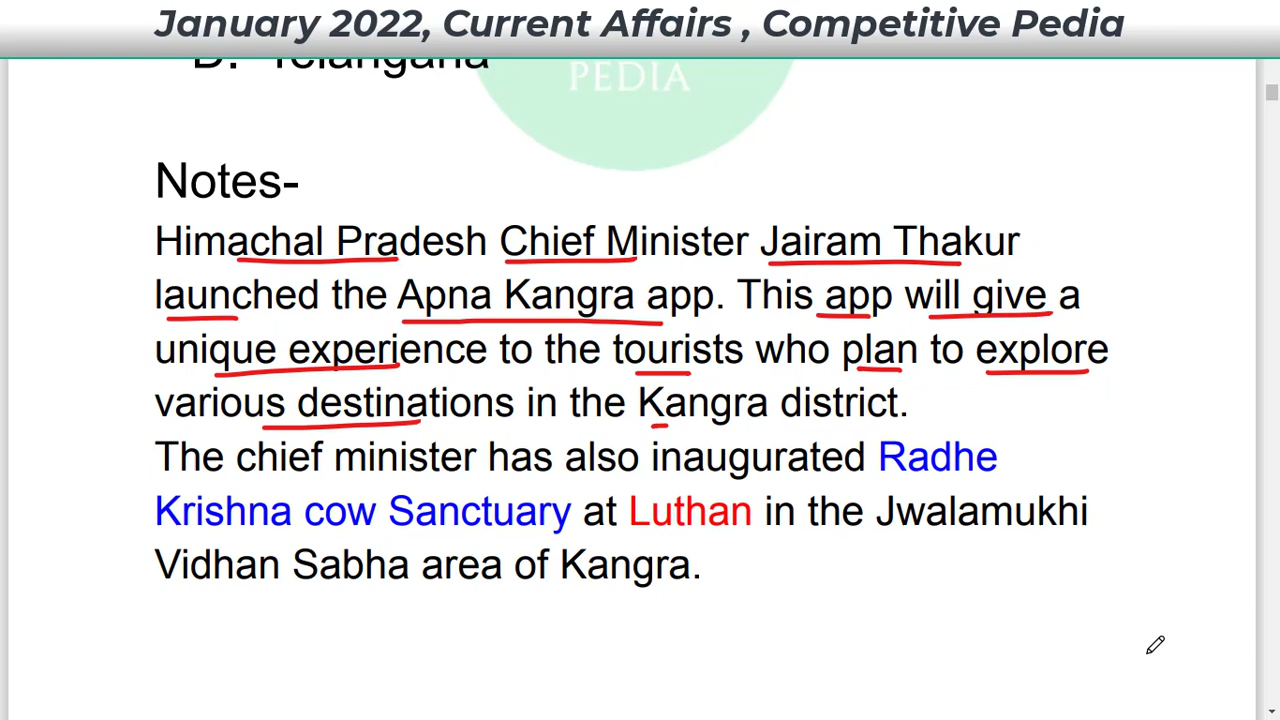 January 2022, Current Affairs , Competitive Pedia
D. Telangana
PEDIA
Notes-
Himachal Pradesh Chief Minister Jairam Thakur
launched the Apna Kangra app. This app will give a
unique experience to the tourists who plan to explore
various destinations in the Kangra district.
The chief minister has also inaugurated Radhe
Krishna cow Sanctuary at Luthan in the Jwalamukhi
Vidhan Sabha area of Kangra.